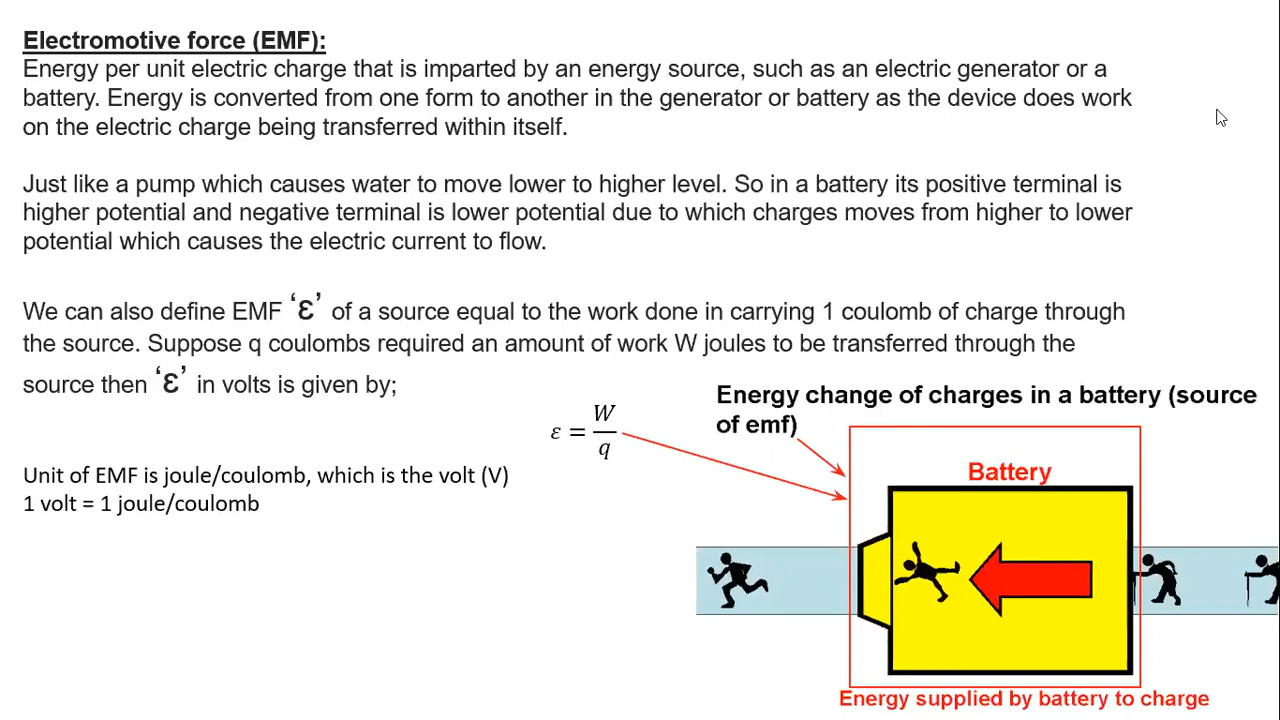 Electromotive force (EMF):
Energy per unit electric charge that is imparted by an energy source, such as an electric generator or a
battery. Energy is converted from one form to another in the generator or battery as the device does work
on the electric charge being transferred within itself.
Just like a pump which causes water to move lower to higher level. So in a battery its positive terminal is
higher potential and negative terminal is lower potential due to which charges moves from higher to lower
potential which causes the electric current to flow.
We can also define EMF ‘ε’ of a source equal to the work done in carrying 1 coulomb of charge through
the source. Suppose q coulombs required an amount of work W joules to be transferred through the
source then ‘ε’ in volts is given by;
ε = W/q
Unit of EMF is joule/coulomb, which is the volt (V)
1 volt = 1 joule/coulomb
Energy change of charges in a battery (source
of emf)
Battery
Energy supplied by battery to charge